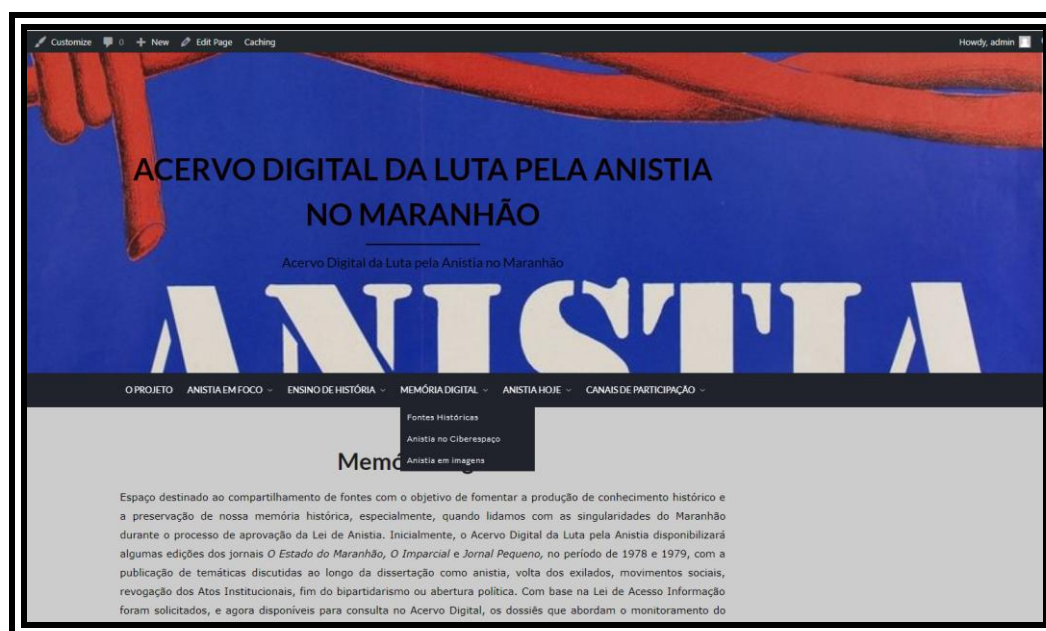 Customize 0 New Edit Page Caching Howdy, admin
ACERVO DIGITAL DA LUTA PELA ANISTIA
NO MARANHÃO
Acervo Digital da Luta pela Anistia no Maranhão
ANISTIA
O PROJETO ANISTIA EM FOCO ENSINO DE HISTÓRIA MEMÓRIA DIGITAL ANISTIA HOJE CANAIS DE PARTICIPAÇÃO
Fontes Históricas
Anistia no Ciberespaço
Anistia em imagens
Espaço destinado ao compartilhamento de fontes com o objetivo de fomentar a produção de conhecimento histórico e
a preservação de nossa memória histórica, especialmente, quando lidamos com as singularidades do Maranhão
durante o processo de aprovação da Lei de Anistia. Inicialmente, o Acervo Digital da Luta pela Anistia disponibilizará
algumas edições dos jornais O Estado do Maranhão, O Imparcial e Jornal Pequeno, no período de 1978 e 1979, com a
publicação de temáticas discutidas ao longo da dissertação como anistia, volta dos exilados, movimentos sociais,
revogação dos Atos Institucionais, fim do bipartidarismo ou abertura política. Com base na Lei de Acesso Informação
foram solicitados, e agora disponíveis para consulta no Acervo Digital, os dossiês que abordam o monitoramento do